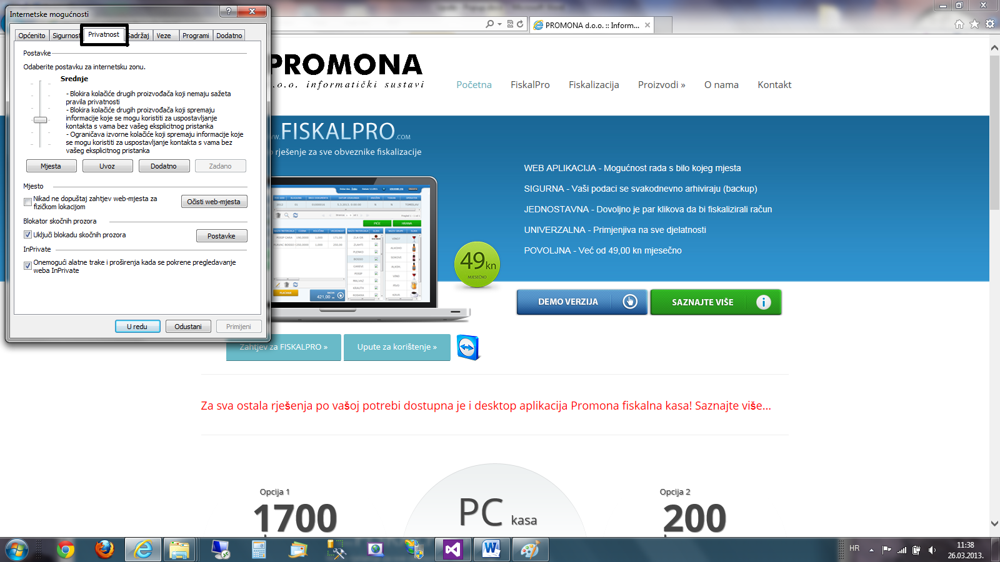 Internetske mogućnosti
Općenito Sigurnost Privatnost Sadržaj Veze Programi Dodatno
Postavke
Odaberite postavku za internetsku zonu.
Srednje
- Blokira kolačiće drugih proizvođača koji nemaju sažeta
pravila privatnosti
- Blokira kolačiće drugih proizvođača koji spremaju
informacije koje se mogu koristiti za uspostavljanje
kontakta s vama bez vašeg eksplicitnog pristanka
- Ograničava izvorne kolačiće koji spremaju informacije koje
se mogu koristiti za uspostavljanje kontakta s vama bez
vašeg eksplicitnog pristanka
Mjesta Uvoz Dodatno Zadano
Mjesto
Nikad ne dopuštaj zahtjev web-mjesta za
fizičkom lokacijom
Očisti web-mjesta
Blokator skočnih prozora
Uključi blokadu skočnih prozora
Postavke
InPrivate
Onemogući alatne trake i proširenja kada se pokrene pregledavanje
weba InPrivate
U redu Odustani Primijeni
PROMONA d.o.o. :: Inform...
PROMONA
.o.o. informatički sustavi
Početna FiskalPro Fiskalizacija Proizvodi » O nama Kontakt
FISKALPRO.COM
rješenje za sve obveznike fiskalizacije
WEB APLIKACIJA - Mogućnost rada s bilo kojeg mjesta
SIGURNA - Vaši podaci se svakodnevno arhiviraju (backup)
JEDNOSTAVNA - Dovoljno je par klikova da bi fiskalizirali račun
UNIVERZALNA - Primjenjiva na sve djelatnosti
POVOLJNA - Već od 49,00 kn mjesečno
PIĆE HRANA
421,00
49kn
MJESEČNO
DEMO VERZIJA
SAZNAJTE VIŠE
Zahtjev za FISKALPRO »
Upute za korištenje »
Za sva ostala rješenja po vašoj potrebi dostupna je i desktop aplikacija Promona fiskalna kasa! Saznajte više...
Opcija 1
1700
PC kasa
Opcija 2
200
HR
11:38
26.03.2013.